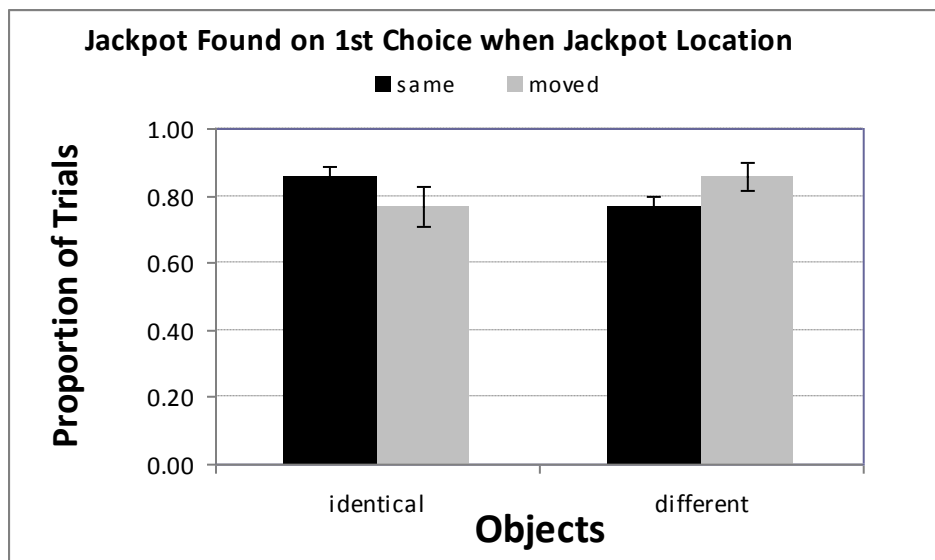 Jackpot Found on 1st Choice when Jackpot Location
same moved
Proportion of Trials
1.00
0.80
0.60
0.40
0.20
0.00
identical different
Objects